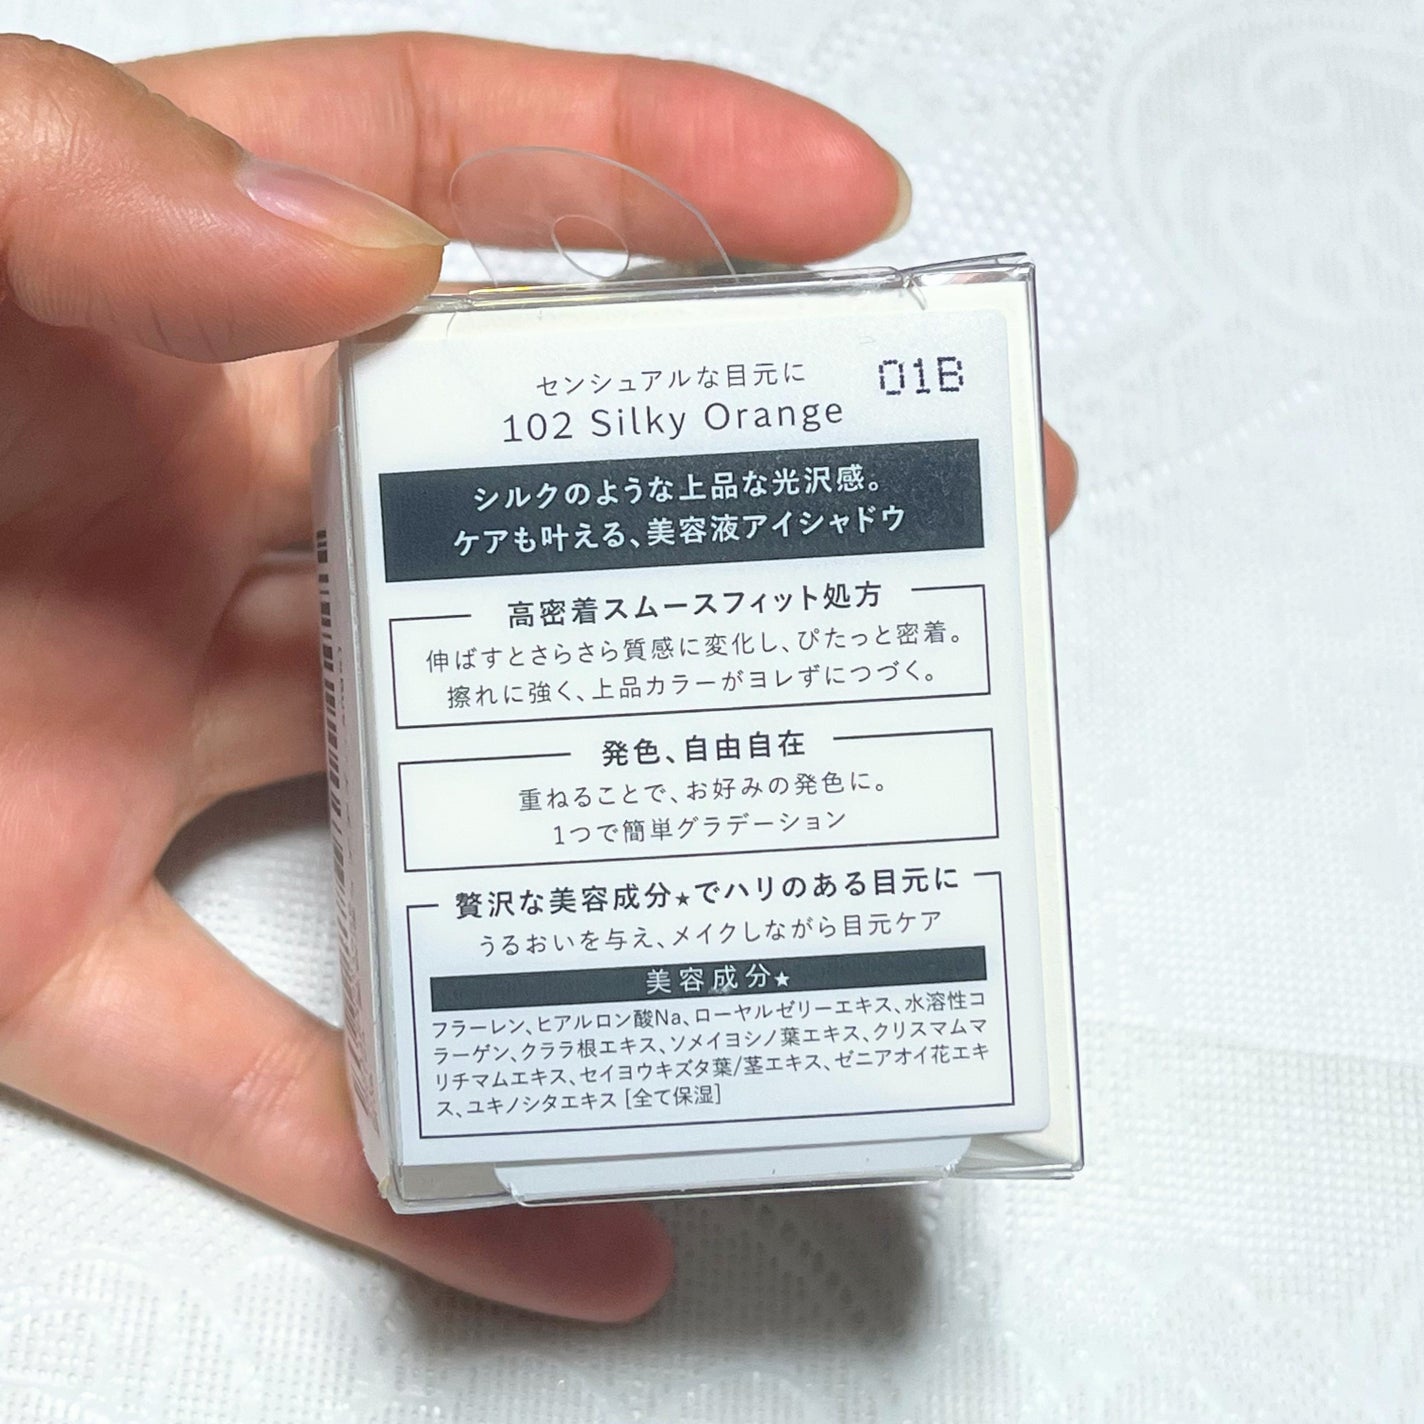 センシュアルな目元に
01B
102 Silky Orange
シルクのような上品な光沢感。
ケアも叶える、美容液アイシャドウ
高密着スムースフィット処方
伸ばすとさらさら質感に変化し、ぴたっと密着。
擦れに強く、上品カラーがヨレずにつづく。
発色、自由自在
重ねることで、お好みの発色に。
1つで簡単グラデーション
贅沢な美容成分★でハリのある目元に
うるおいを与え、メイクしながら目元ケア
美容成分★
フラーレン、ヒアルロン酸Na、ローヤルゼリーエキス、水溶性コ
ラーゲン、クララ根エキス、ソメイヨシノ葉エキス、クリスマムマ
リチマムエキス、セイヨウキズタ葉/茎エキス、ゼニアオイ花エキ
ス、ユキノシタエキス [全て保湿]